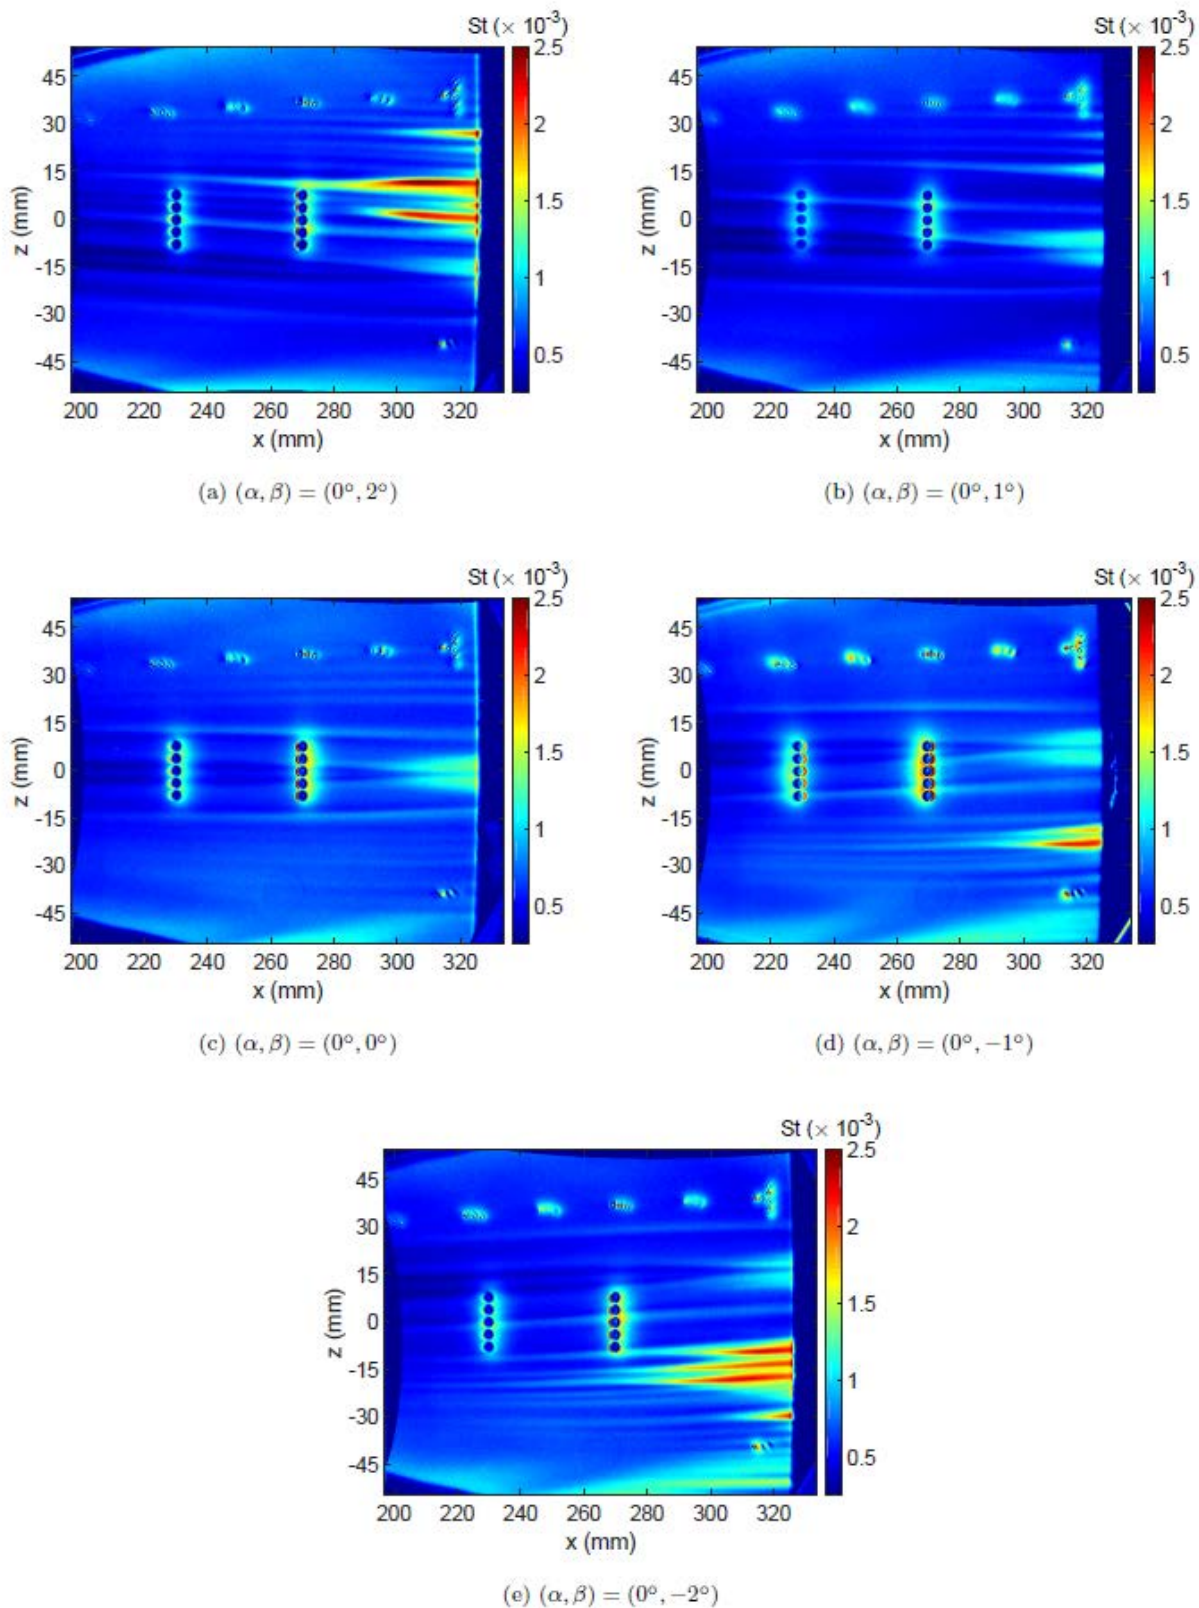 St (× 10⁻³)
2.5
2
1.5
1
0.5
45
30
15
0
-15
-30
-45
z (mm)
200 220 240 260 280 300 320
x (mm)
(a) (α, β) = (0°, 2°)
St (× 10⁻³)
2.5
2
1.5
1
0.5
45
30
15
0
-15
-30
-45
z (mm)
200 220 240 260 280 300 320
x (mm)
(b) (α, β) = (0°, 1°)
St (× 10⁻³)
2.5
2
1.5
1
0.5
45
30
15
0
-15
-30
-45
z (mm)
200 220 240 260 280 300 320
x (mm)
(c) (α, β) = (0°, 0°)
St (× 10⁻³)
2.5
2
1.5
1
0.5
45
30
15
0
-15
-30
-45
z (mm)
200 220 240 260 280 300 320
x (mm)
(d) (α, β) = (0°, −1°)
St (× 10⁻³)
2.5
2
1.5
1
0.5
45
30
15
0
-15
-30
-45
z (mm)
200 220 240 260 280 300 320
x (mm)
(e) (α, β) = (0°, −2°)